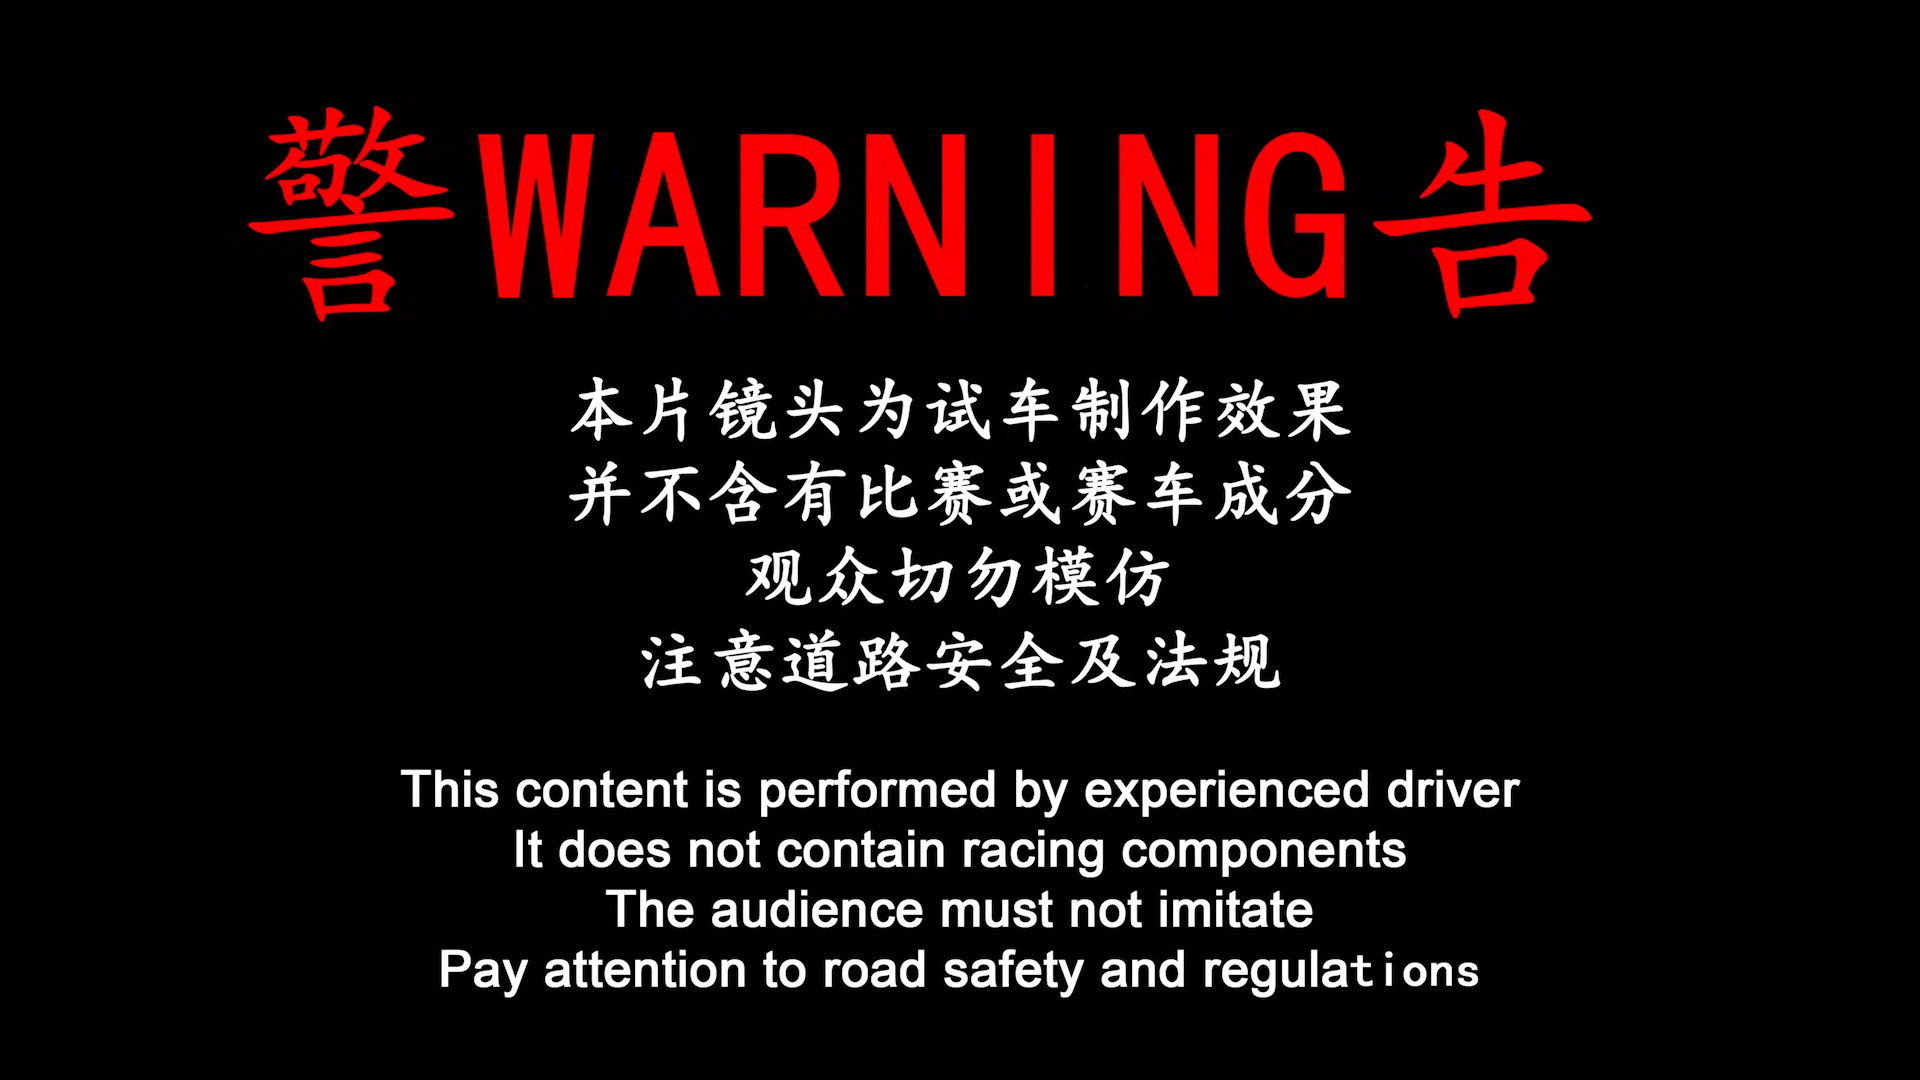 警WARNING告
本片镜头为试车制作效果
并不含有比赛或赛车成分
观众切勿模仿
注意道路安全及法规
This content is performed by experienced driver
It does not contain racing components
The audience must not imitate
Pay attention to road safety and regulations